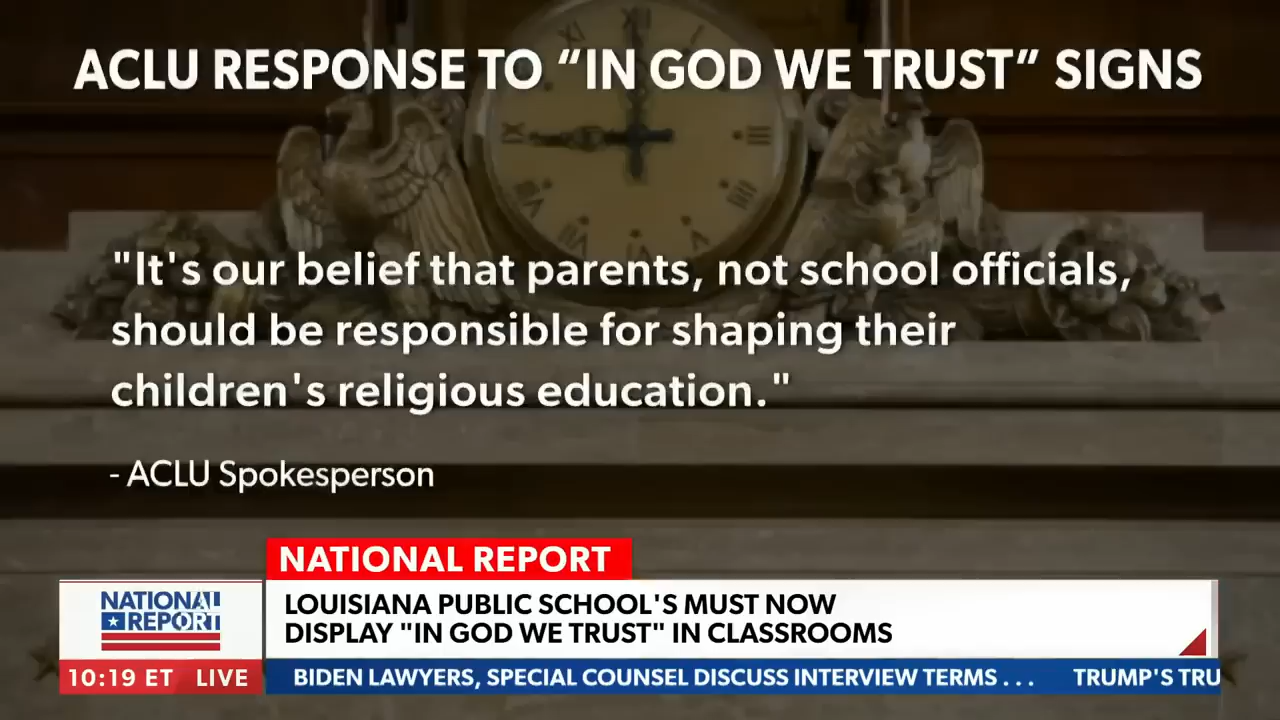 ACLU RESPONSE TO “IN GOD WE TRUST” SIGNS
"It's our belief that parents, not school officials,
should be responsible for shaping their
children's religious education."
- ACLU Spokesperson
NATIONAL REPORT
LOUISIANA PUBLIC SCHOOL'S MUST NOW
DISPLAY "IN GOD WE TRUST" IN CLASSROOMS
NATIONAL
REPORT
10:19 ET LIVE
BIDEN LAWYERS, SPECIAL COUNSEL DISCUSS INTERVIEW TERMS . . . TRUMP'S TRU